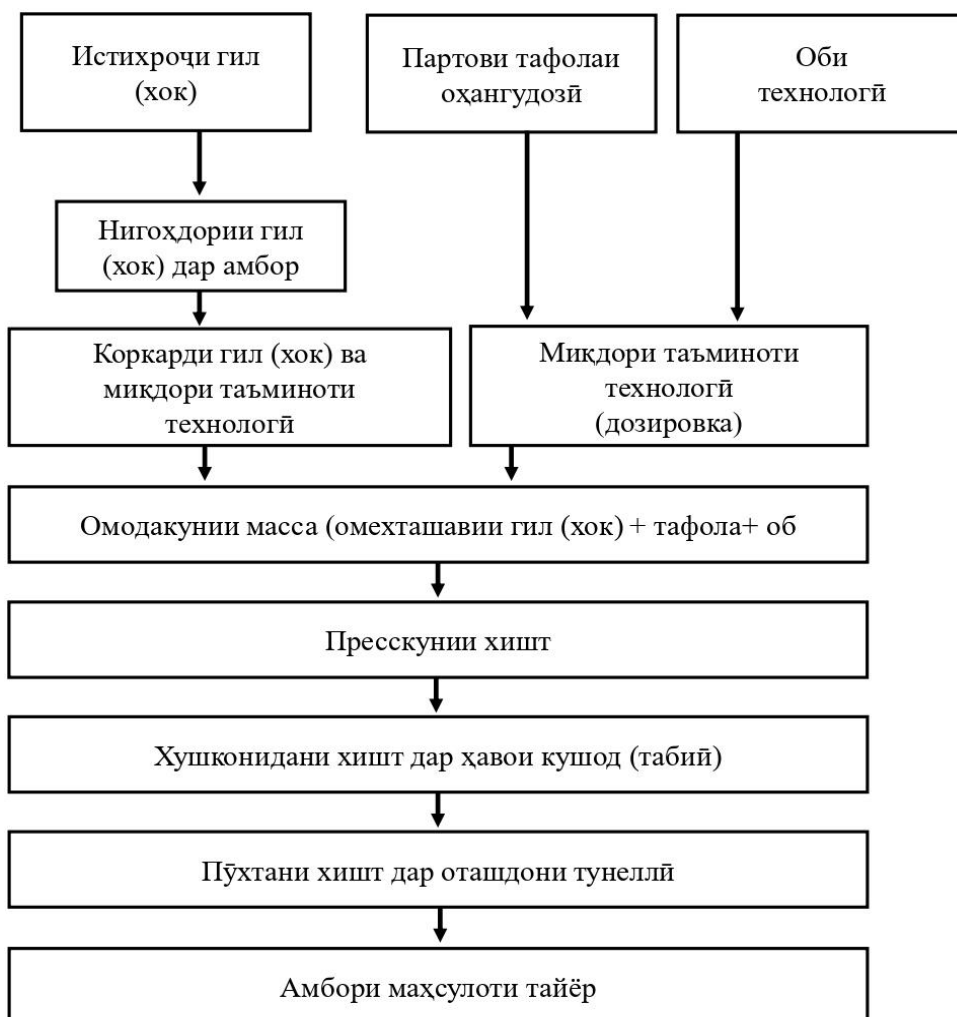 Истихроҷи гил
(хок)
Партови тафолаи
оҳангудозӣ
Оби
технологӣ
Нигоҳдории гил
(хок) дар амбор
Коркарди гил (хок) ва
миқдори таъминоти
технологӣ
Миқдори таъминоти
технологӣ
(дозировка)
Омодакунии масса (омехташавии гил (хок) + тафола+ об
Пресскунии хишт
Хушконидани хишт дар ҳавои кушод (табиӣ)
Пӯхтани хишт дар оташдони тунеллӣ
Амбори маҳсулоти тайёр